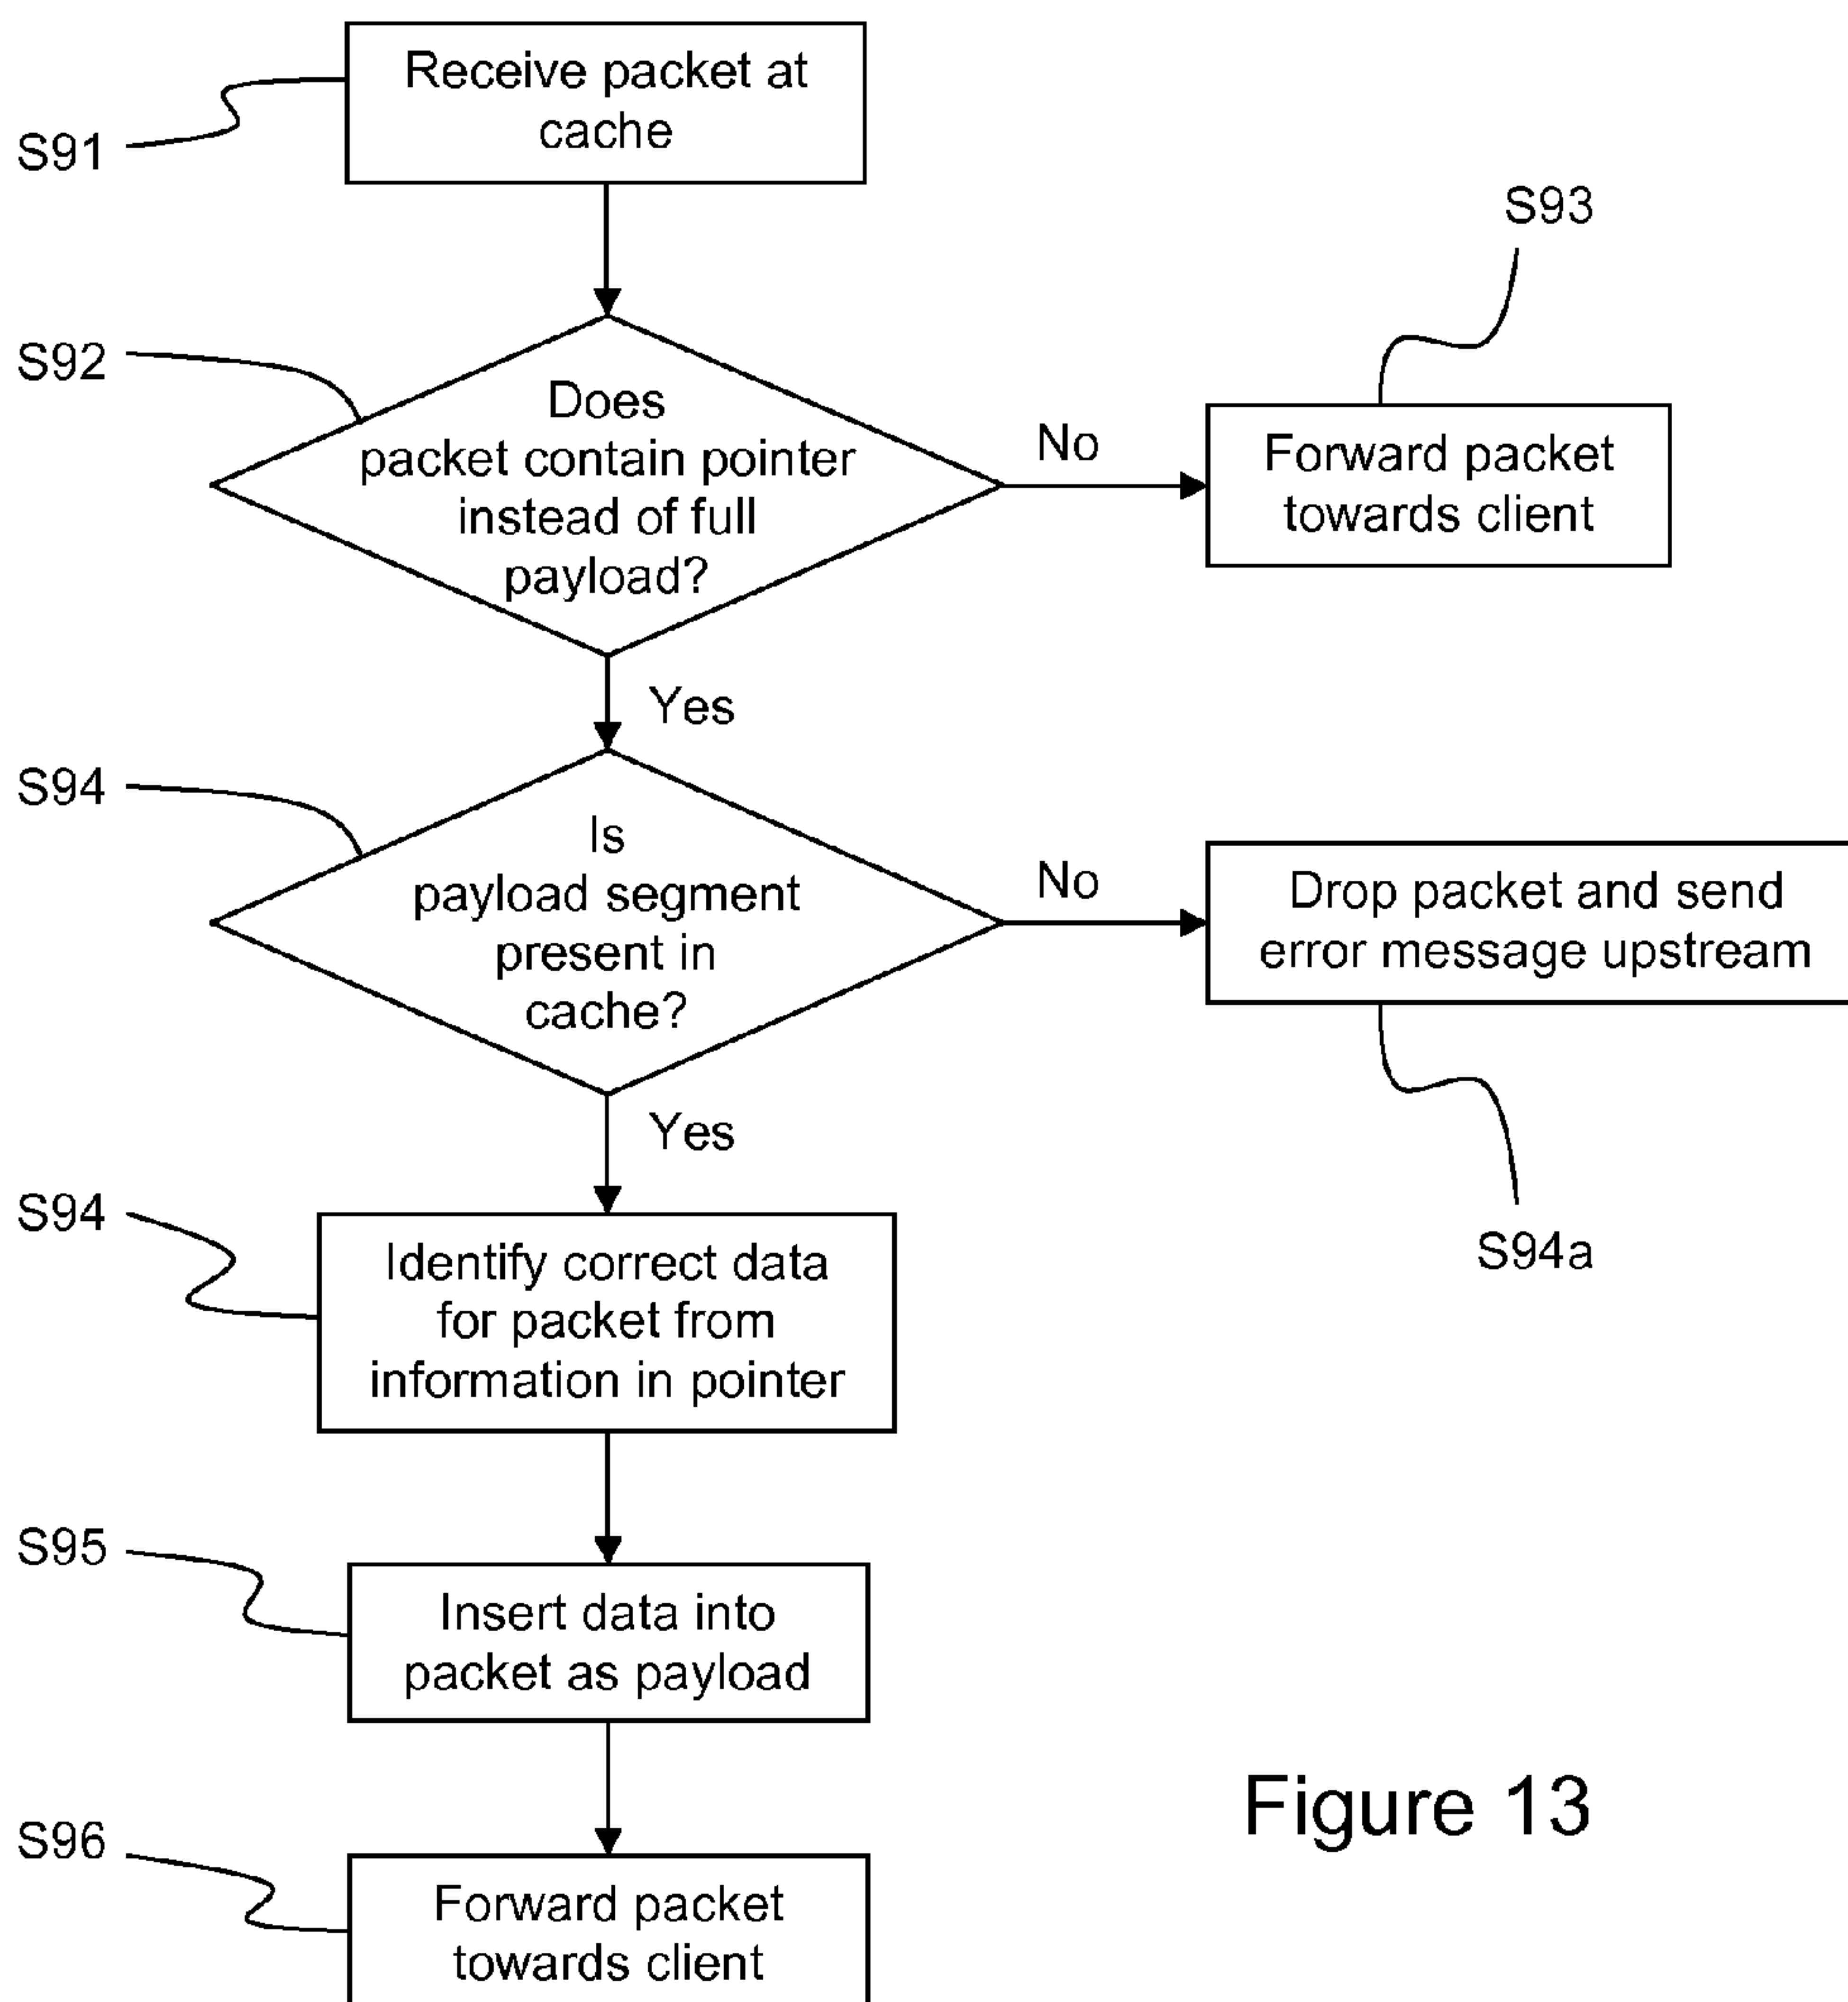 Receive packet at
cache
S91
S93
S92
Does
packet contain pointer
instead of full
payload?
No
Forward packet
towards client
Yes
S94
Is
payload segment
present in
cache?
No
Drop packet and send
error message upstream
Yes
S94a
S94
Identify correct data
for packet from
information in pointer
S95
Insert data into
packet as payload
Figure 13
S96
Forward packet
towards client